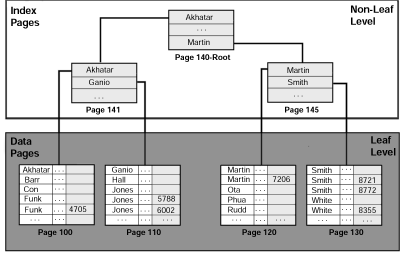 Index Pages
Non-Leaf Level
Akhatar
. . .
Martin
Page 140-Root
Akhatar
Ganio
. . .
Page 141
Martin
Smith
. . .
Page 145
Data Pages
Leaf Level
Akhatar . . .
Barr . . .
Con . . .
Funk . . .
Funk . . . 4705
. . . . . .
Page 100
Ganio . . .
Hall . . .
Jones . . .
Jones . . . 5788
Jones . . . 6002
. . . . . .
Page 110
Martin . . .
Martin . . . 7206
Ota . . .
Phua . . .
Rudd . . .
. . . . . . . . .
Page 120
Smith . . .
Smith . . . 8721
Smith . . . 8772
White . . .
White . . . 8355
. . . . . . . . .
Page 130